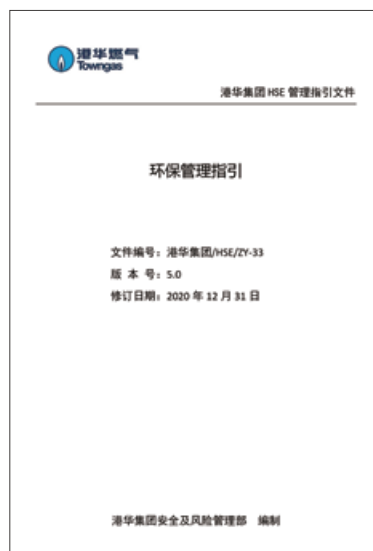 港华燃气
Towngas
港华集团 HSE 管理指引文件
环保管理指引
文件编号：港华集团/HSE/ZY-33
版 本 号：5.0
修订日期：2020 年 12 月 31 日
港华集团安全及风险管理部 编制